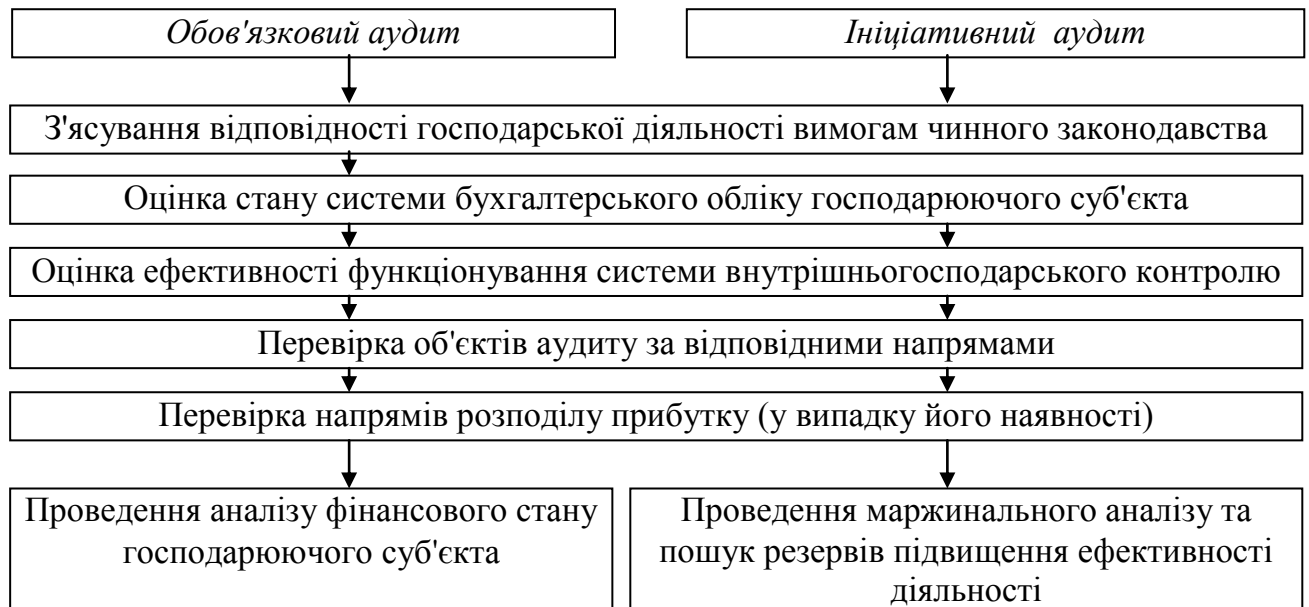 Обов'язковий аудит
Ініціативний аудит
З'ясування відповідності господарської діяльності вимогам чинного законодавства
Оцінка стану системи бухгалтерського обліку господарюючого суб'єкта
Оцінка ефективності функціонування системи внутрішньогосподарського контролю
Перевірка об'єктів аудиту за відповідними напрямами
Перевірка напрямів розподілу прибутку (у випадку його наявності)
Проведення аналізу фінансового стану
господарюючого суб'єкта
Проведення маржинального аналізу та
пошук резервів підвищення ефективності
діяльності